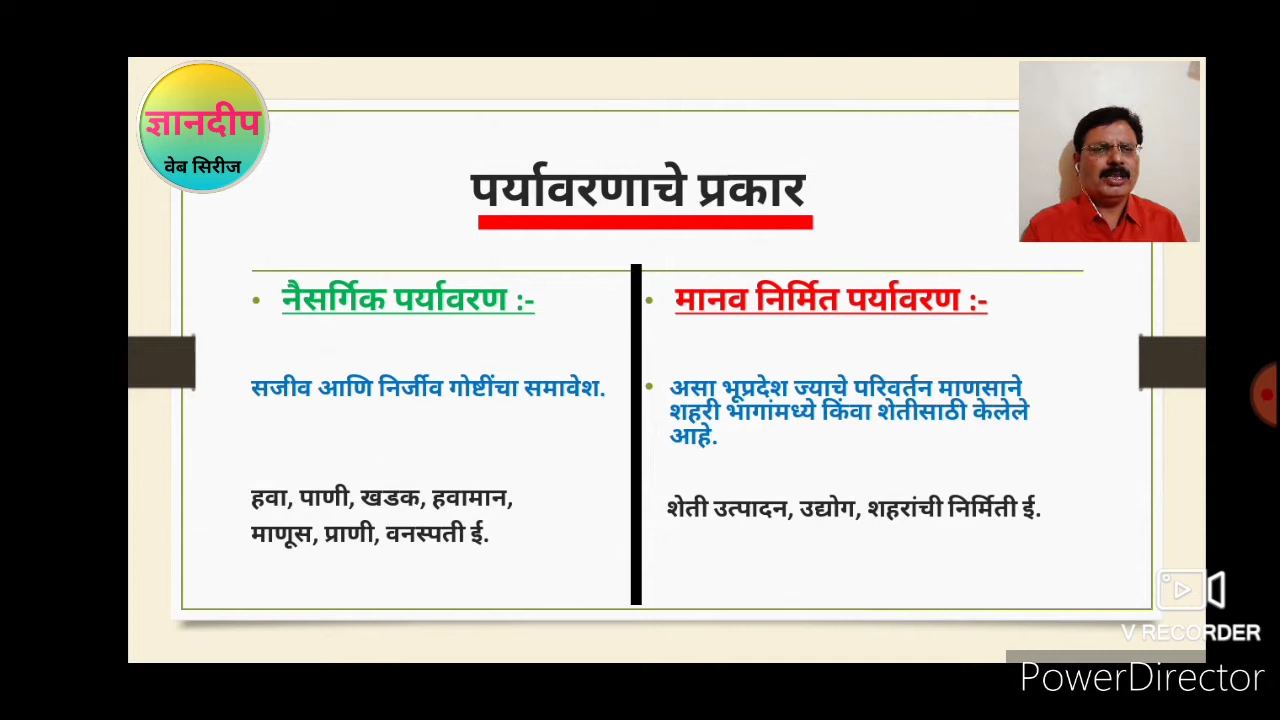 ज्ञानदीप
वेब सिरीज
पर्यावरणाचे प्रकार
नैसर्गिक पर्यावरण :-
सजीव आणि निर्जीव गोष्टींचा समावेश.
हवा, पाणी, खडक, हवामान,
माणूस, प्राणी, वनस्पती ई.
मानव निर्मित पर्यावरण :-
असा भूप्रदेश ज्याचे परिवर्तन माणसाने
शहरी भागांमध्ये किंवा शेतीसाठी केलेले
आहे.
शेती उत्पादन, उद्योग, शहरांची निर्मिती ई.
V RECORDER
PowerDirector